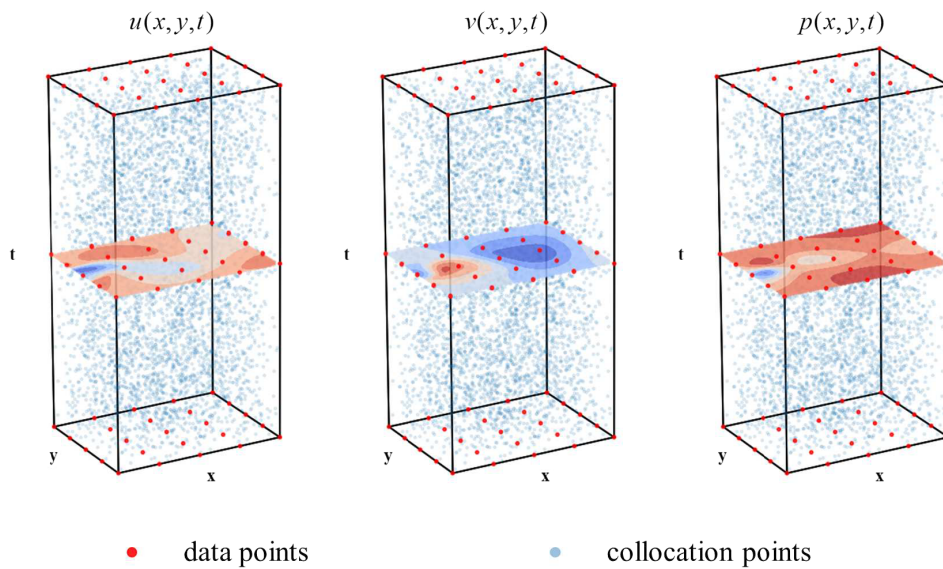 u(x,y,t) v(x,y,t) p(x,y,t)
t t t
y x y x y x
data points collocation points